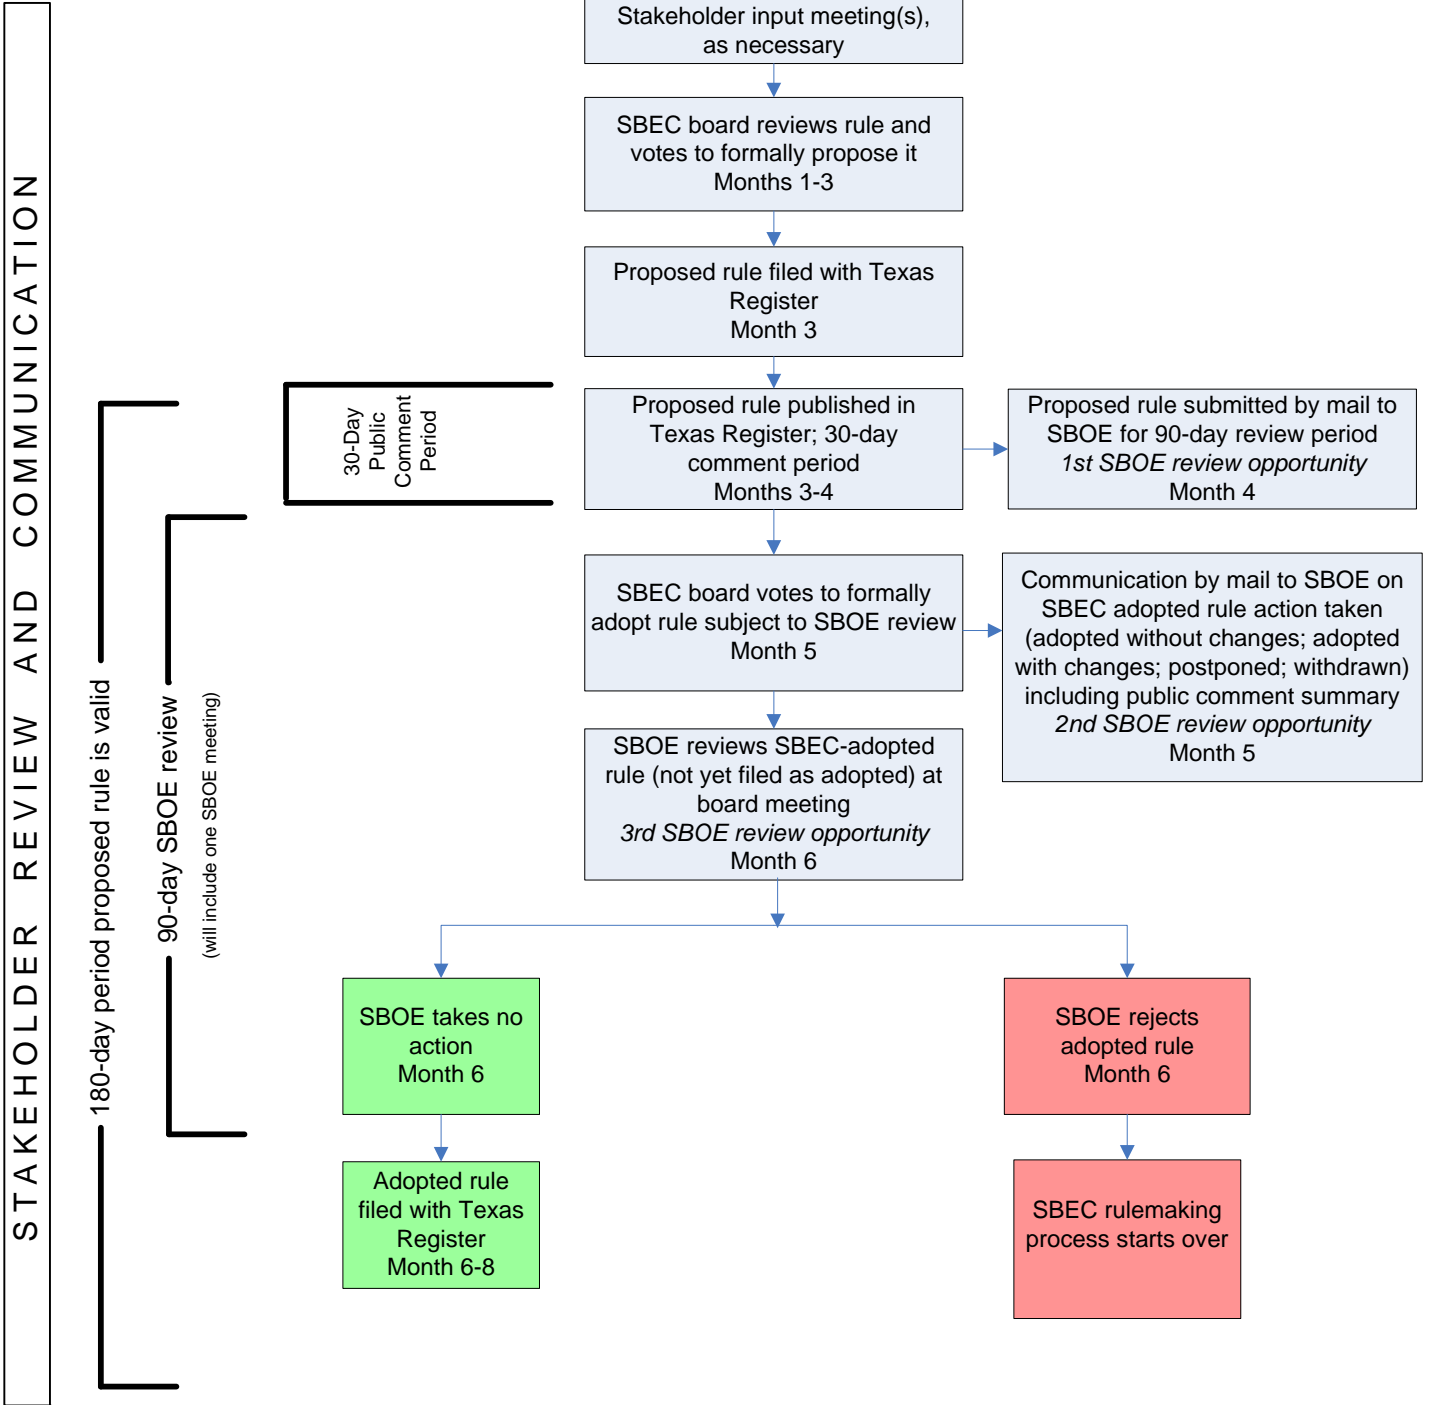 STAKEHOLDER REVIEW AND COMMUNICATION
Stakeholder input meeting(s),
as necessary
SBEC board reviews rule and
votes to formally propose it
Months 1-3
Proposed rule filed with Texas
Register
Month 3
180-day period proposed rule is valid
90-day SBOE review
(will include one SBOE meeting)
30-Day
Public
Comment
Period
Proposed rule published in
Texas Register; 30-day
comment period
Months 3-4
Proposed rule submitted by mail to
SBOE for 90-day review period
1st SBOE review opportunity
Month 4
SBEC board votes to formally
adopt rule subject to SBOE review
Month 5
Communication by mail to SBOE on
SBEC adopted rule action taken
(adopted without changes; adopted
with changes; postponed; withdrawn)
including public comment summary
2nd SBOE review opportunity
Month 5
SBOE reviews SBEC-adopted
rule (not yet filed as adopted) at
board meeting
3rd SBOE review opportunity
Month 6
SBOE takes no
action
Month 6
SBOE rejects
adopted rule
Month 6
Adopted rule
filed with Texas
Register
Month 6-8
SBEC rulemaking
process starts over